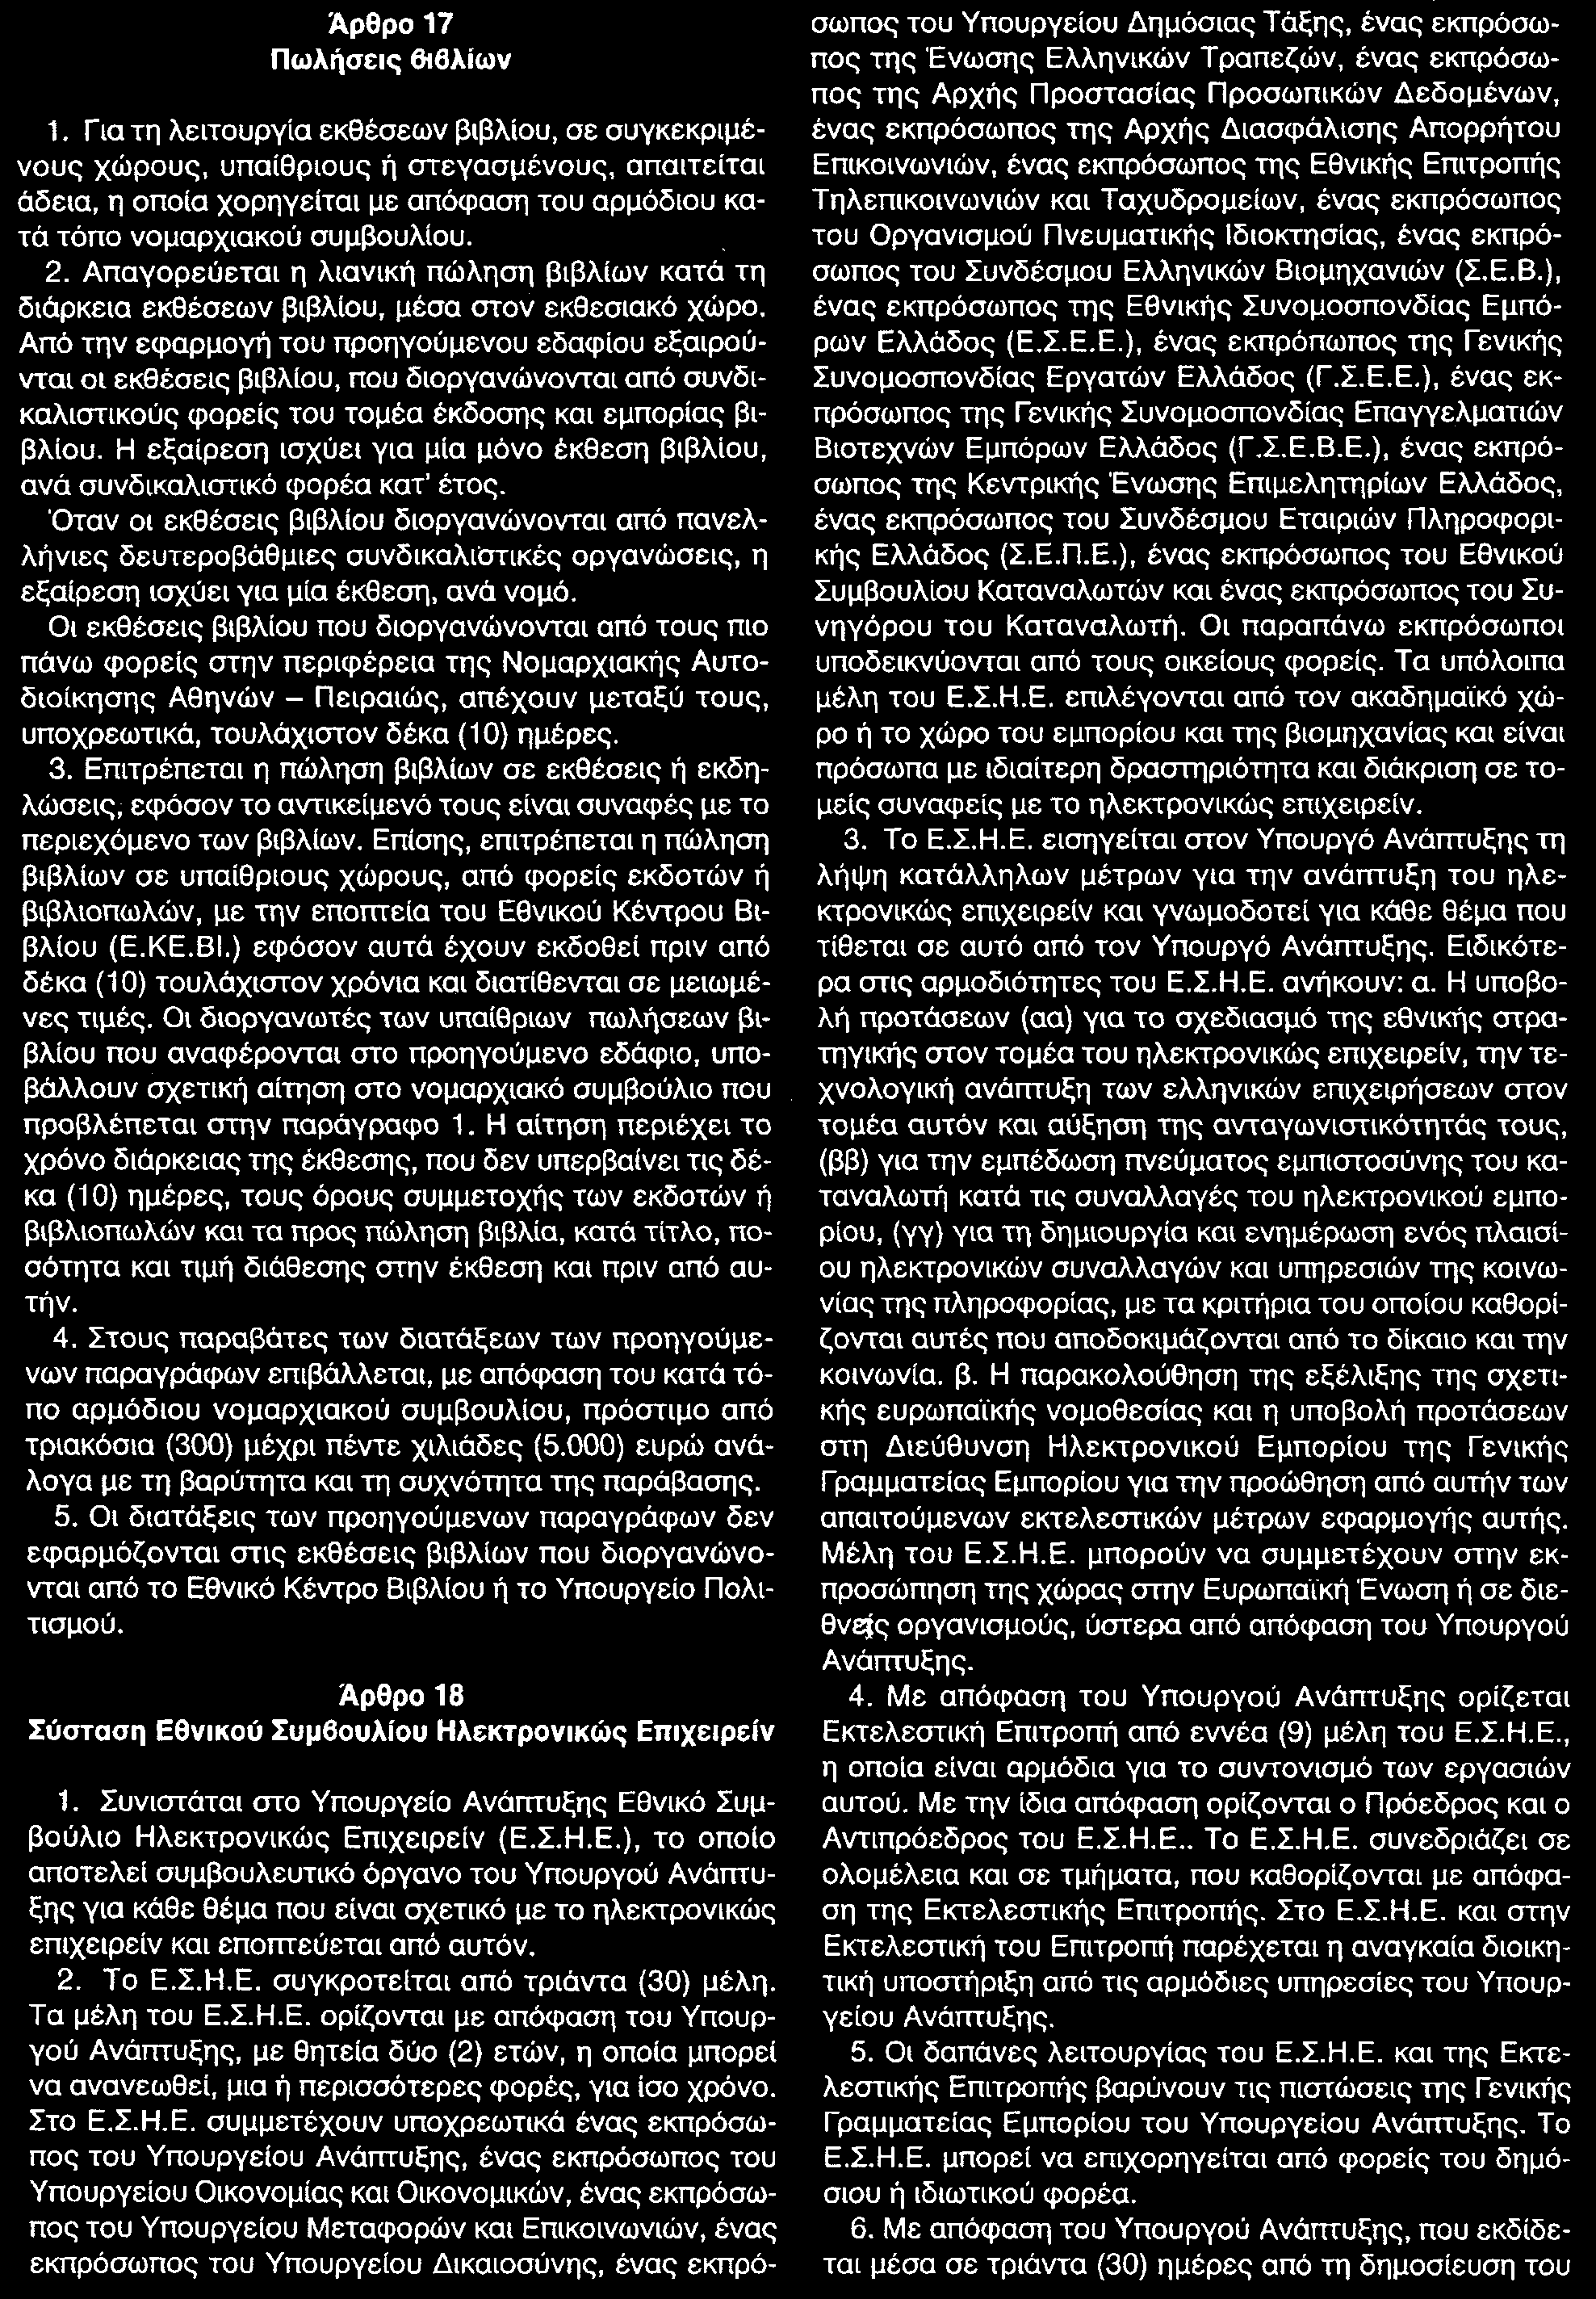 Άρθρο 17
Πωλήσεις βιβλίων
1. Για τη λειτουργία εκθέσεων βιβλίου, σε συγκεκριμέ-
νους χώρους, υπαίθριους ή στεγασμένους, απαιτείται
άδεια, η οποία χορηγείται με απόφαση του αρμόδιου κα-
τά τόπο νομαρχιακού συμβουλίου.
2. Απαγορεύεται η λιανική πώληση βιβλίων κατά τη
διάρκεια εκθέσεων βιβλίου, μέσα στον εκθεσιακό χώρο.
Από την εφαρμογή του προηγούμενου εδαφίου εξαιρού-
νται οι εκθέσεις βιβλίου, που διοργανώνονται από συνδι-
καλιστικούς φορείς του τομέα έκδοσης και εμπορίας βι-
βλίου. Η εξαίρεση ισχύει για μία μόνο έκθεση βιβλίου,
ανά συνδικαλιστικό φορέα κατ' έτος.
Όταν οι εκθέσεις βιβλίου διοργανώνονται από πανελ-
λήνιες δευτεροβάθμιες συνδικαλιστικές οργανώσεις, η
εξαίρεση ισχύει για μία έκθεση, ανά νομό.
Οι εκθέσεις βιβλίου που διοργανώνονται από τους πιο
πάνω φορείς στην περιφέρεια της Νομαρχιακής Αυτο-
διοίκησης Αθηνών – Πειραιώς, απέχουν μεταξύ τους,
υποχρεωτικά, τουλάχιστον δέκα (10) ημέρες.
3. Επιτρέπεται η πώληση βιβλίων σε εκθέσεις ή εκδη-
λώσεις, εφόσον το αντικείμενό τους είναι συναφές με το
περιεχόμενο των βιβλίων. Επίσης, επιτρέπεται η πώληση
βιβλίων σε υπαίθριους χώρους, από φορείς εκδοτών ή
βιβλιοπωλών, με την εποπτεία του Εθνικού Κέντρου Βι-
βλίου (Ε.ΚΕ.ΒΙ.) εφόσον αυτά έχουν εκδοθεί πριν από
δέκα (10) τουλάχιστον χρόνια και διατίθενται σε μειωμέ-
νες τιμές. Οι διοργανωτές των υπαίθριων πωλήσεων βι-
βλίου που αναφέρονται στο προηγούμενο εδάφιο, υπο-
βάλλουν σχετική αίτηση στο νομαρχιακό συμβούλιο που
προβλέπεται στην παράγραφο 1. Η αίτηση περιέχει το
χρόνο διάρκειας της έκθεσης, που δεν υπερβαίνει τις δέ-
κα (10) ημέρες, τους όρους συμμετοχής των εκδοτών ή
βιβλιοπωλών και τα προς πώληση βιβλία, κατά τίτλο, πο-
σότητα και τιμή διάθεσης στην έκθεση και πριν από αυ-
τήν.
4. Στους παραβάτες των διατάξεων των προηγούμε-
νων παραγράφων επιβάλλεται, με απόφαση του κατά τό-
πο αρμόδιου νομαρχιακού συμβουλίου, πρόστιμο από
τριακόσια (300) μέχρι πέντε χιλιάδες (5.000) ευρώ ανά-
λογα με τη βαρύτητα και τη συχνότητα της παράβασης.
5. Οι διατάξεις των προηγούμενων παραγράφων δεν
εφαρμόζονται στις εκθέσεις βιβλίων που διοργανώνο-
νται από το Εθνικό Κέντρο Βιβλίου ή το Υπουργείο Πολι-
τισμού.
Άρθρο 18
Σύσταση Εθνικού Συμβουλίου Ηλεκτρονικώς Επιχειρείν
1. Συνιστάται στο Υπουργείο Ανάπτυξης Εθνικό Συμ-
βούλιο Ηλεκτρονικώς Επιχειρείν (Ε.Σ.Η.Ε.), το οποίο
αποτελεί συμβουλευτικό όργανο του Υπουργού Ανάπτυ-
ξης για κάθε θέμα που είναι σχετικό με το ηλεκτρονικώς
επιχειρείν και εποπτεύεται από αυτόν.
2. Το Ε.Σ.Η.Ε. συγκροτείται από τριάντα (30) μέλη.
Τα μέλη του Ε.Σ.Η.Ε. ορίζονται με απόφαση του Υπουρ-
γού Ανάπτυξης, με θητεία δύο (2) ετών, η οποία μπορεί
να ανανεωθεί, μια ή περισσότερες φορές, για ίσο χρόνο.
Στο Ε.Σ.Η.Ε. συμμετέχουν υποχρεωτικά ένας εκπρόσω-
πος του Υπουργείου Ανάπτυξης, ένας εκπρόσωπος του
Υπουργείου Οικονομίας και Οικονομικών, ένας εκπρόσω-
πος του Υπουργείου Μεταφορών και Επικοινωνιών, ένας
εκπρόσωπος του Υπουργείου Δικαιοσύνης, ένας εκπρό-
σωπος του Υπουργείου Δημόσιας Τάξης, ένας εκπρόσω-
πος της Ένωσης Ελληνικών Τραπεζών, ένας εκπρόσω-
πος της Αρχής Προστασίας Προσωπικών Δεδομένων,
ένας εκπρόσωπος της Αρχής Διασφάλισης Απορρήτου
Επικοινωνιών, ένας εκπρόσωπος της Εθνικής Επιτροπής
Τηλεπικοινωνιών και Ταχυδρομείων, ένας εκπρόσωπος
του Οργανισμού Πνευματικής Ιδιοκτησίας, ένας εκπρό-
σωπος του Συνδέσμου Ελληνικών Βιομηχανιών (Σ.Ε.Β.),
ένας εκπρόσωπος της Εθνικής Συνομοσπονδίας Εμπό-
ρων Ελλάδος (Ε.Σ.Ε.Ε.), ένας εκπρόπωπος της Γενικής
Συνομοσπονδίας Εργατών Ελλάδος (Γ.Σ.Ε.Ε.), ένας εκ-
πρόσωπος της Γενικής Συνομοσπονδίας Επαγγελματιών
Βιοτεχνών Εμπόρων Ελλάδος (Γ.Σ.Ε.Β.Ε.), ένας εκπρό-
σωπος της Κεντρικής Ένωσης Επιμελητηρίων Ελλάδος,
ένας εκπρόσωπος του Συνδέσμου Εταιριών Πληροφορι-
κής Ελλάδος (Σ.Ε.Π.Ε.), ένας εκπρόσωπος του Εθνικού
Συμβουλίου Καταναλωτών και ένας εκπρόσωπος του Συ-
νηγόρου του Καταναλωτή. Οι παραπάνω εκπρόσωποι
υποδεικνύονται από τους οικείους φορείς. Τα υπόλοιπα
μέλη του Ε.Σ.Η.Ε. επιλέγονται από τον ακαδημαϊκό χώ-
ρο ή το χώρο του εμπορίου και της βιομηχανίας και είναι
πρόσωπα με ιδιαίτερη δραστηριότητα και διάκριση σε το-
μείς συναφείς με το ηλεκτρονικώς επιχειρείν.
3. Το Ε.Σ.Η.Ε. εισηγείται στον Υπουργό Ανάπτυξης τη
λήψη κατάλληλων μέτρων για την ανάπτυξη του ηλε-
κτρονικώς επιχειρείν και γνωμοδοτεί για κάθε θέμα που
τίθεται σε αυτό από τον Υπουργό Ανάπτυξης. Ειδικότε-
ρα στις αρμοδιότητες του Ε.Σ.Η.Ε. ανήκουν: α. Η υποβο-
λή προτάσεων (αα) για το σχεδιασμό της εθνικής στρα-
τηγικής στον τομέα του ηλεκτρονικώς επιχειρείν, την τε-
χνολογική ανάπτυξη των ελληνικών επιχειρήσεων στον
τομέα αυτόν και αύξηση της ανταγωνιστικότητάς τους,
(ββ) για την εμπέδωση πνεύματος εμπιστοσύνης του κα-
ταναλωτή κατά τις συναλλαγές του ηλεκτρονικού εμπο-
ρίου, (γγ) για τη δημιουργία και ενημέρωση ενός πλαισί-
ου ηλεκτρονικών συναλλαγών και υπηρεσιών της κοινω-
νίας της πληροφορίας, με τα κριτήρια του οποίου καθορί-
ζονται αυτές που αποδοκιμάζονται από το δίκαιο και την
κοινωνία. β. Η παρακολούθηση της εξέλιξης της σχετι-
κής ευρωπαϊκής νομοθεσίας και η υποβολή προτάσεων
στη Διεύθυνση Ηλεκτρονικού Εμπορίου της Γενικής
Γραμματείας Εμπορίου για την προώθηση από αυτήν των
απαιτούμενων εκτελεστικών μέτρων εφαρμογής αυτής.
Μέλη του Ε.Σ.Η.Ε. μπορούν να συμμετέχουν στην εκ-
προσώπηση της χώρας στην Ευρωπαϊκή Ένωση ή σε διε-
θνείς οργανισμούς, ύστερα από απόφαση του Υπουργού
Ανάπτυξης.
4. Με απόφαση του Υπουργού Ανάπτυξης ορίζεται
Εκτελεστική Επιτροπή από εννέα (9) μέλη του Ε.Σ.Η.Ε.,
η οποία είναι αρμόδια για το συντονισμό των εργασιών
αυτού. Με την ίδια απόφαση ορίζονται ο Πρόεδρος και ο
Αντιπρόεδρος του Ε.Σ.Η.Ε.. Το Ε.Σ.Η.Ε. συνεδριάζει σε
ολομέλεια και σε τμήματα, που καθορίζονται με απόφα-
ση της Εκτελεστικής Επιτροπής. Στο Ε.Σ.Η.Ε. και στην
Εκτελεστική του Επιτροπή παρέχεται η αναγκαία διοικη-
τική υποστήριξη από τις αρμόδιες υπηρεσίες του Υπουρ-
γείου Ανάπτυξης.
5. Οι δαπάνες λειτουργίας του Ε.Σ.Η.Ε. και της Εκτε-
λεστικής Επιτροπής βαρύνουν τις πιστώσεις της Γενικής
Γραμματείας Εμπορίου του Υπουργείου Ανάπτυξης. Το
Ε.Σ.Η.Ε. μπορεί να επιχορηγείται από φορείς του δημό-
σιου ή ιδιωτικού φορέα.
6. Με απόφαση του Υπουργού Ανάπτυξης, που εκδίδε-
ται μέσα σε τριάντα (30) ημέρες από τη δημοσίευση του